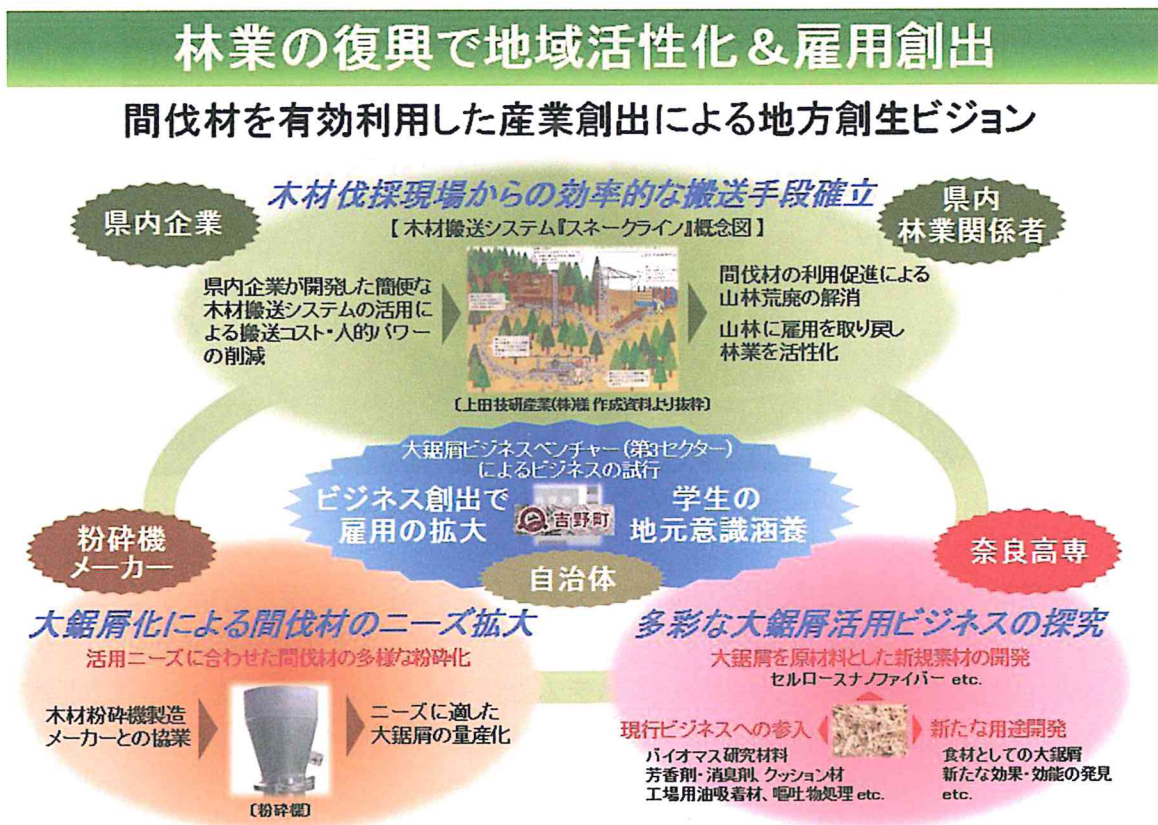 林業の復興で地域活性化＆雇用創出
間伐材を有効利用した産業創出による地方創生ビジョン
木材伐採現場からの効率的な搬送手段確立
県内企業
県内
林業関係者
【木材搬送システム『スネークライン』概念図】
県内企業が開発した簡便な
木材搬送システムの活用に
よる搬送コスト・人的パワー
の削減
間伐材の利用促進による
山林荒廃の解消
山林に雇用を取り戻し
林業を活性化
〔上田技研産業(株)様 作成資料より抜粋〕
大鋸屑ビジネスベンチャー(第3セクター)
によるビジネスの試行
ビジネス創出で
雇用の拡大
吉野町
学生の
地元意識涵養
自治体
粉砕機
メーカー
大鋸屑化による間伐材のニーズ拡大
活用ニーズに合わせた間伐材の多様な粉砕化
木材粉砕機製造
メーカーとの協業
ニーズに適した
大鋸屑の量産化
〔粉砕機〕
奈良高専
多彩な大鋸屑活用ビジネスの探究
大鋸屑を原材料とした新規素材の開発
セルロースナノファイバー etc.
現行ビジネスへの参入
バイオマス研究材料
芳香剤・消臭剤、クッション材
工場用油吸着材、嘔吐物処理 etc.
新たな用途開発
食材としての大鋸屑
新たな効果・効能の発見
etc.